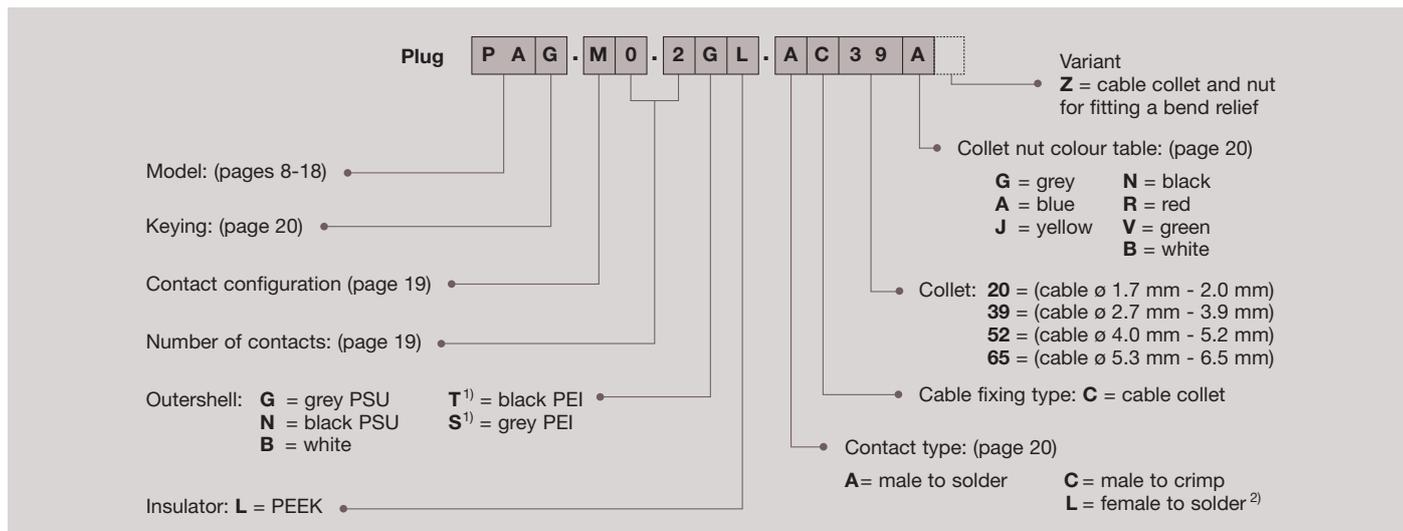 Plug PAG.M0.2GL.AC39A
Variant
Z = cable collet and nut
for fitting a bend relief
Collet nut colour table: (page 20)
G = grey N = black
A = blue R = red
J = yellow V = green
B = white
Model: (pages 8-18)
Keying: (page 20)
Contact configuration (page 19)
Number of contacts: (page 19)
Collet: 20 = (cable ø 1.7 mm - 2.0 mm)
39 = (cable ø 2.7 mm - 3.9 mm)
52 = (cable ø 4.0 mm - 5.2 mm)
65 = (cable ø 5.3 mm - 6.5 mm)
Outershell: G = grey PSU T1) = black PEI
N = black PSU S1) = grey PEI
B = white
Cable fixing type: C = cable collet
Contact type: (page 20)
A= male to solder C = male to crimp
L = female to solder 2)
Insulator: L = PEEK